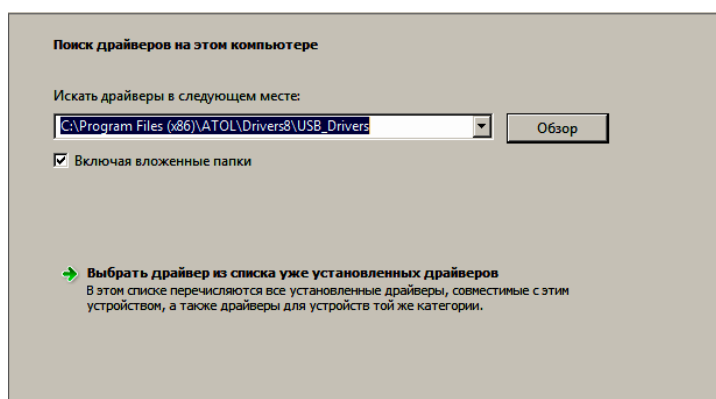 Поиск драйверов на этом компьютере
Искать драйверы в следующем месте:
C:\Program Files (x86)\ATOL\Drivers8\USB_Drivers
Обзор
Включая вложенные папки
Выбрать драйвер из списка уже установленных драйверов
В этом списке перечисляются все установленные драйверы, совместимые с этим
устройством, а также драйверы для устройств той же категории.